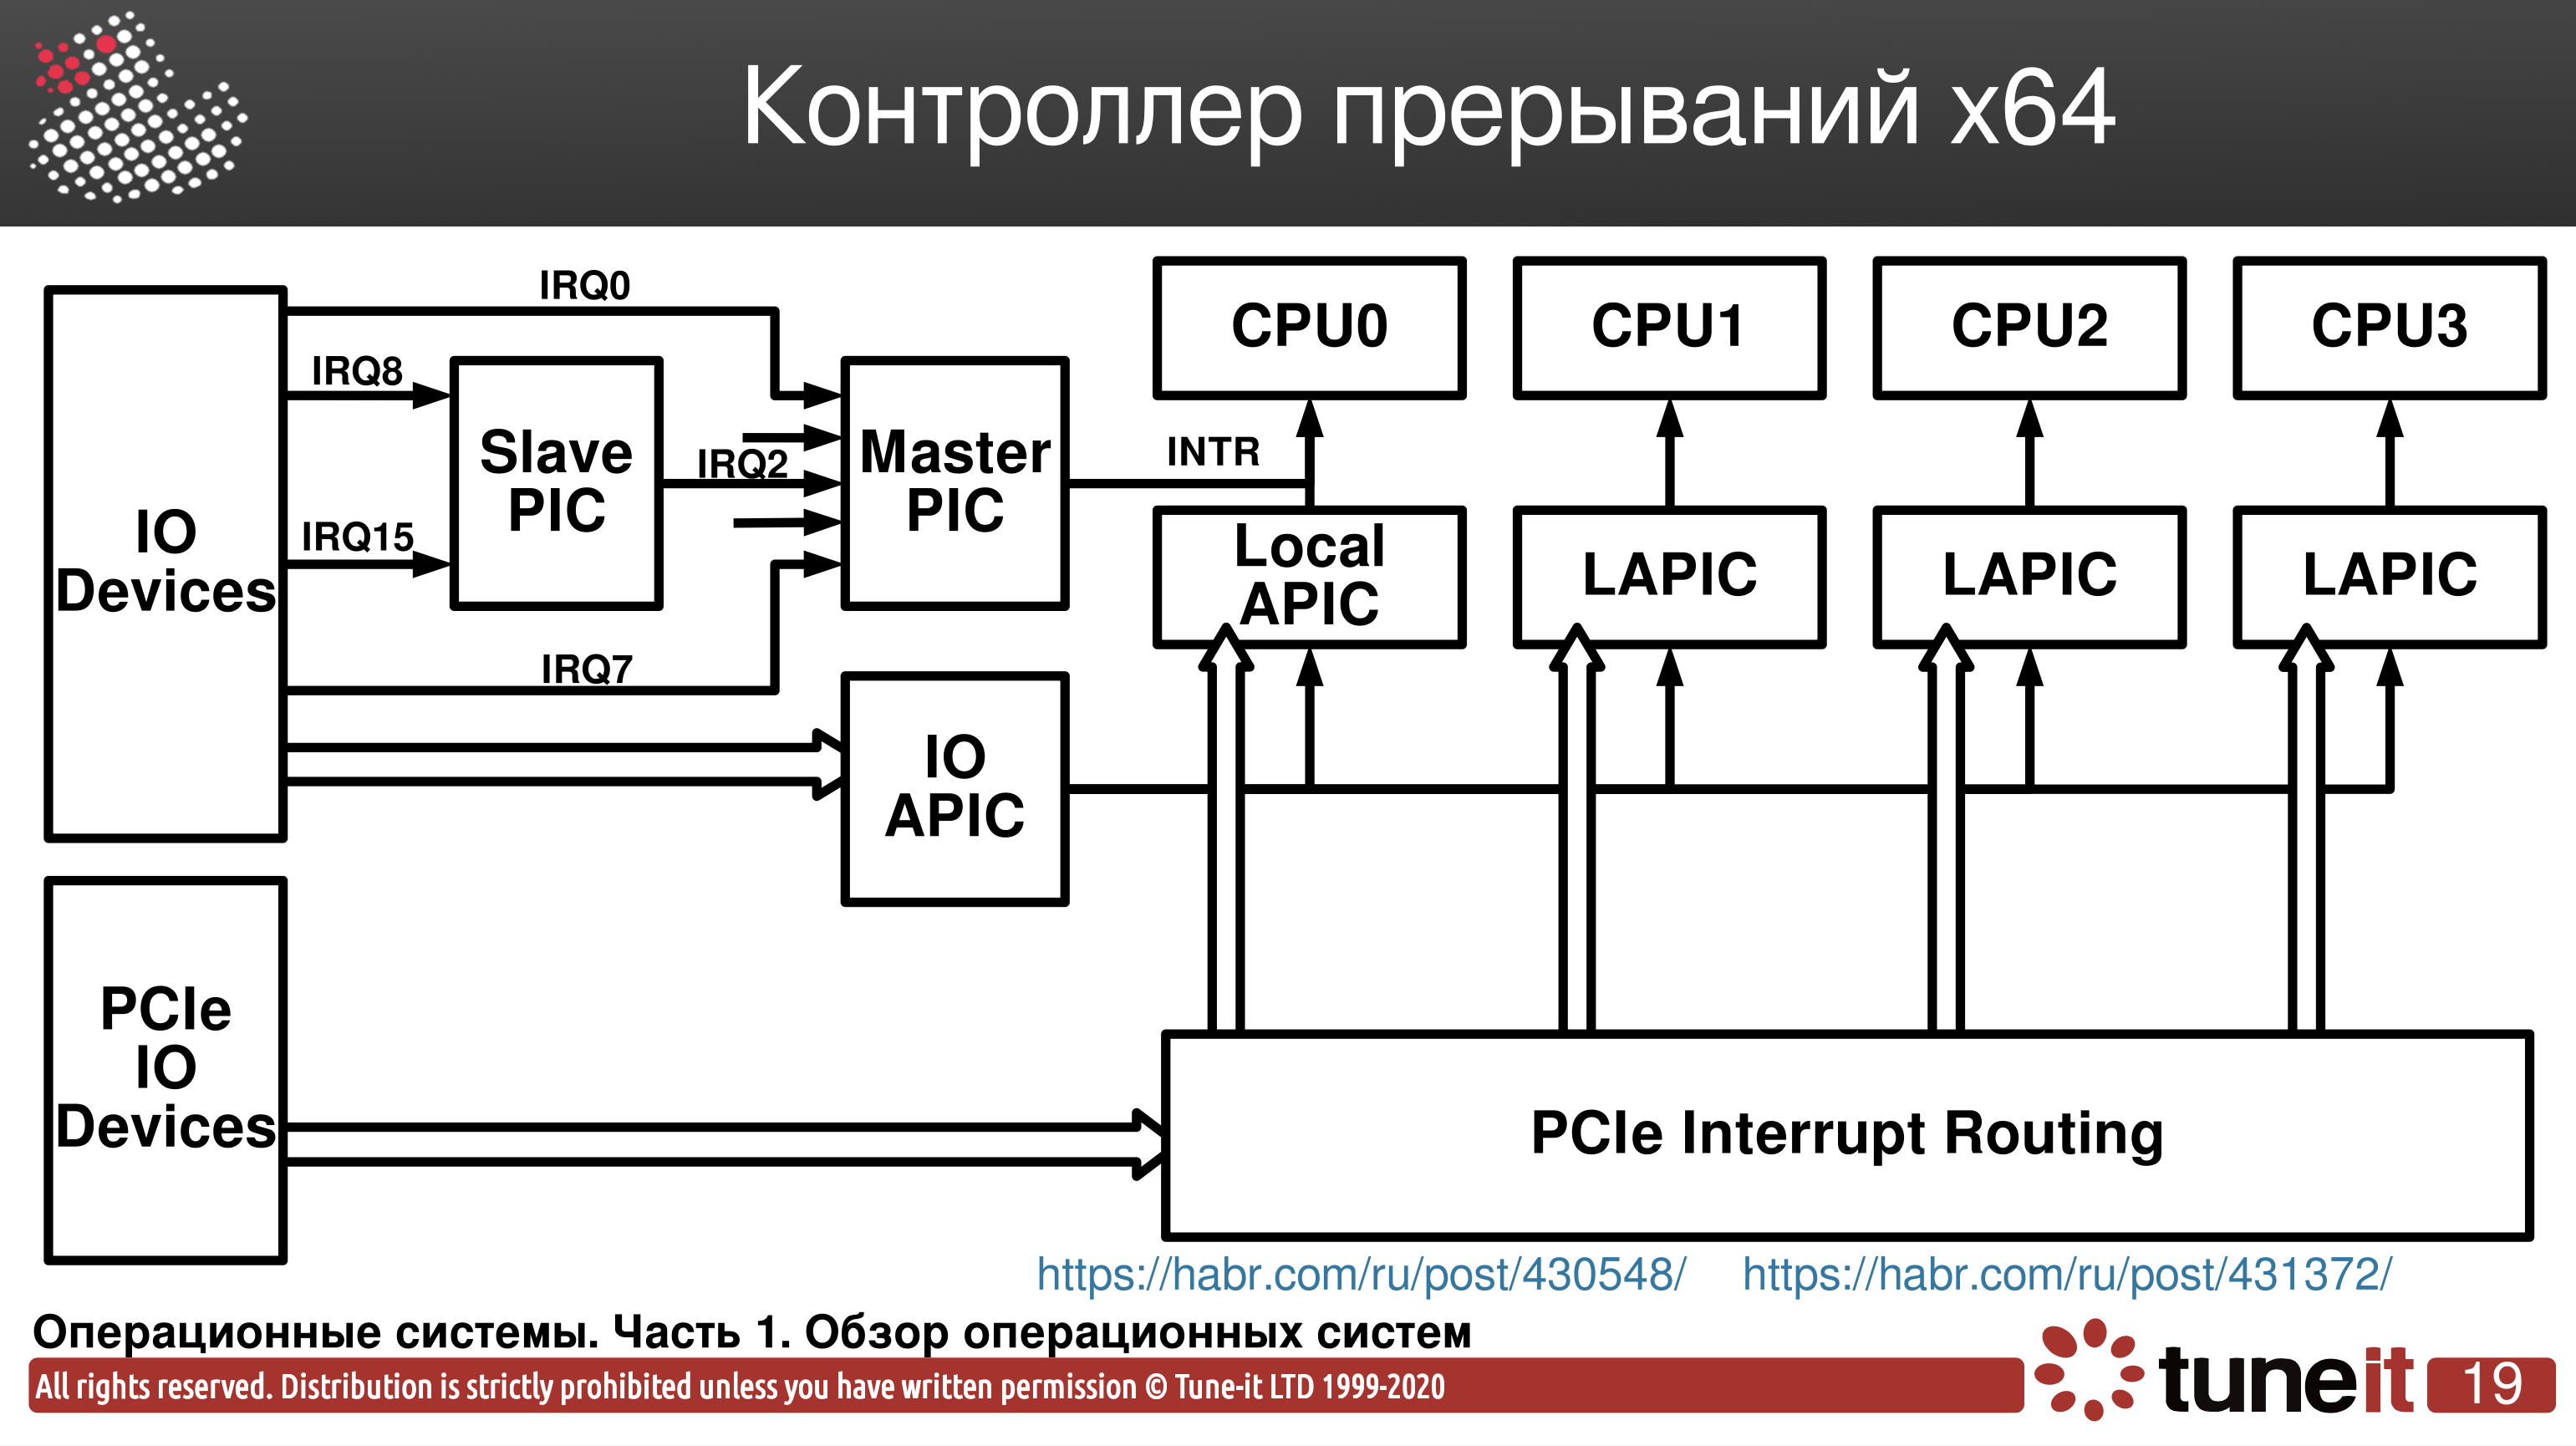 Контроллер прерываний x64
IRQ0
IRQ8
IRQ15
IRQ2
IRQ7
INTR
IO
Devices
Slave
PIC
Master
PIC
CPU0
CPU1
CPU2
CPU3
Local
APIC
LAPIC
LAPIC
LAPIC
IO
APIC
PCIe
IO
Devices
PCIe Interrupt Routing
https://habr.com/ru/post/430548/
https://habr.com/ru/post/431372/
Операционные системы. Часть 1. Обзор операционных систем
All rights reserved. Distribution is strictly prohibited unless you have written permission © Tune-it LTD 1999-2020
tuneit
19